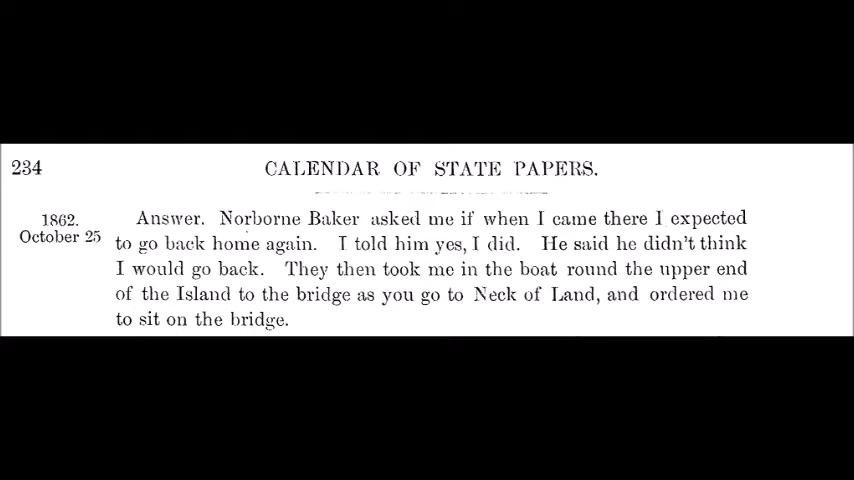 234 CALENDAR OF STATE PAPERS.
1862. Answer. Norborne Baker asked me if when I came there I expected
October 25 to go back home again. I told him yes, I did. He said he didn't think
I would go back. They then took me in the boat round the upper end
of the Island to the bridge as you go to Neck of Land, and ordered me
to sit on the bridge.